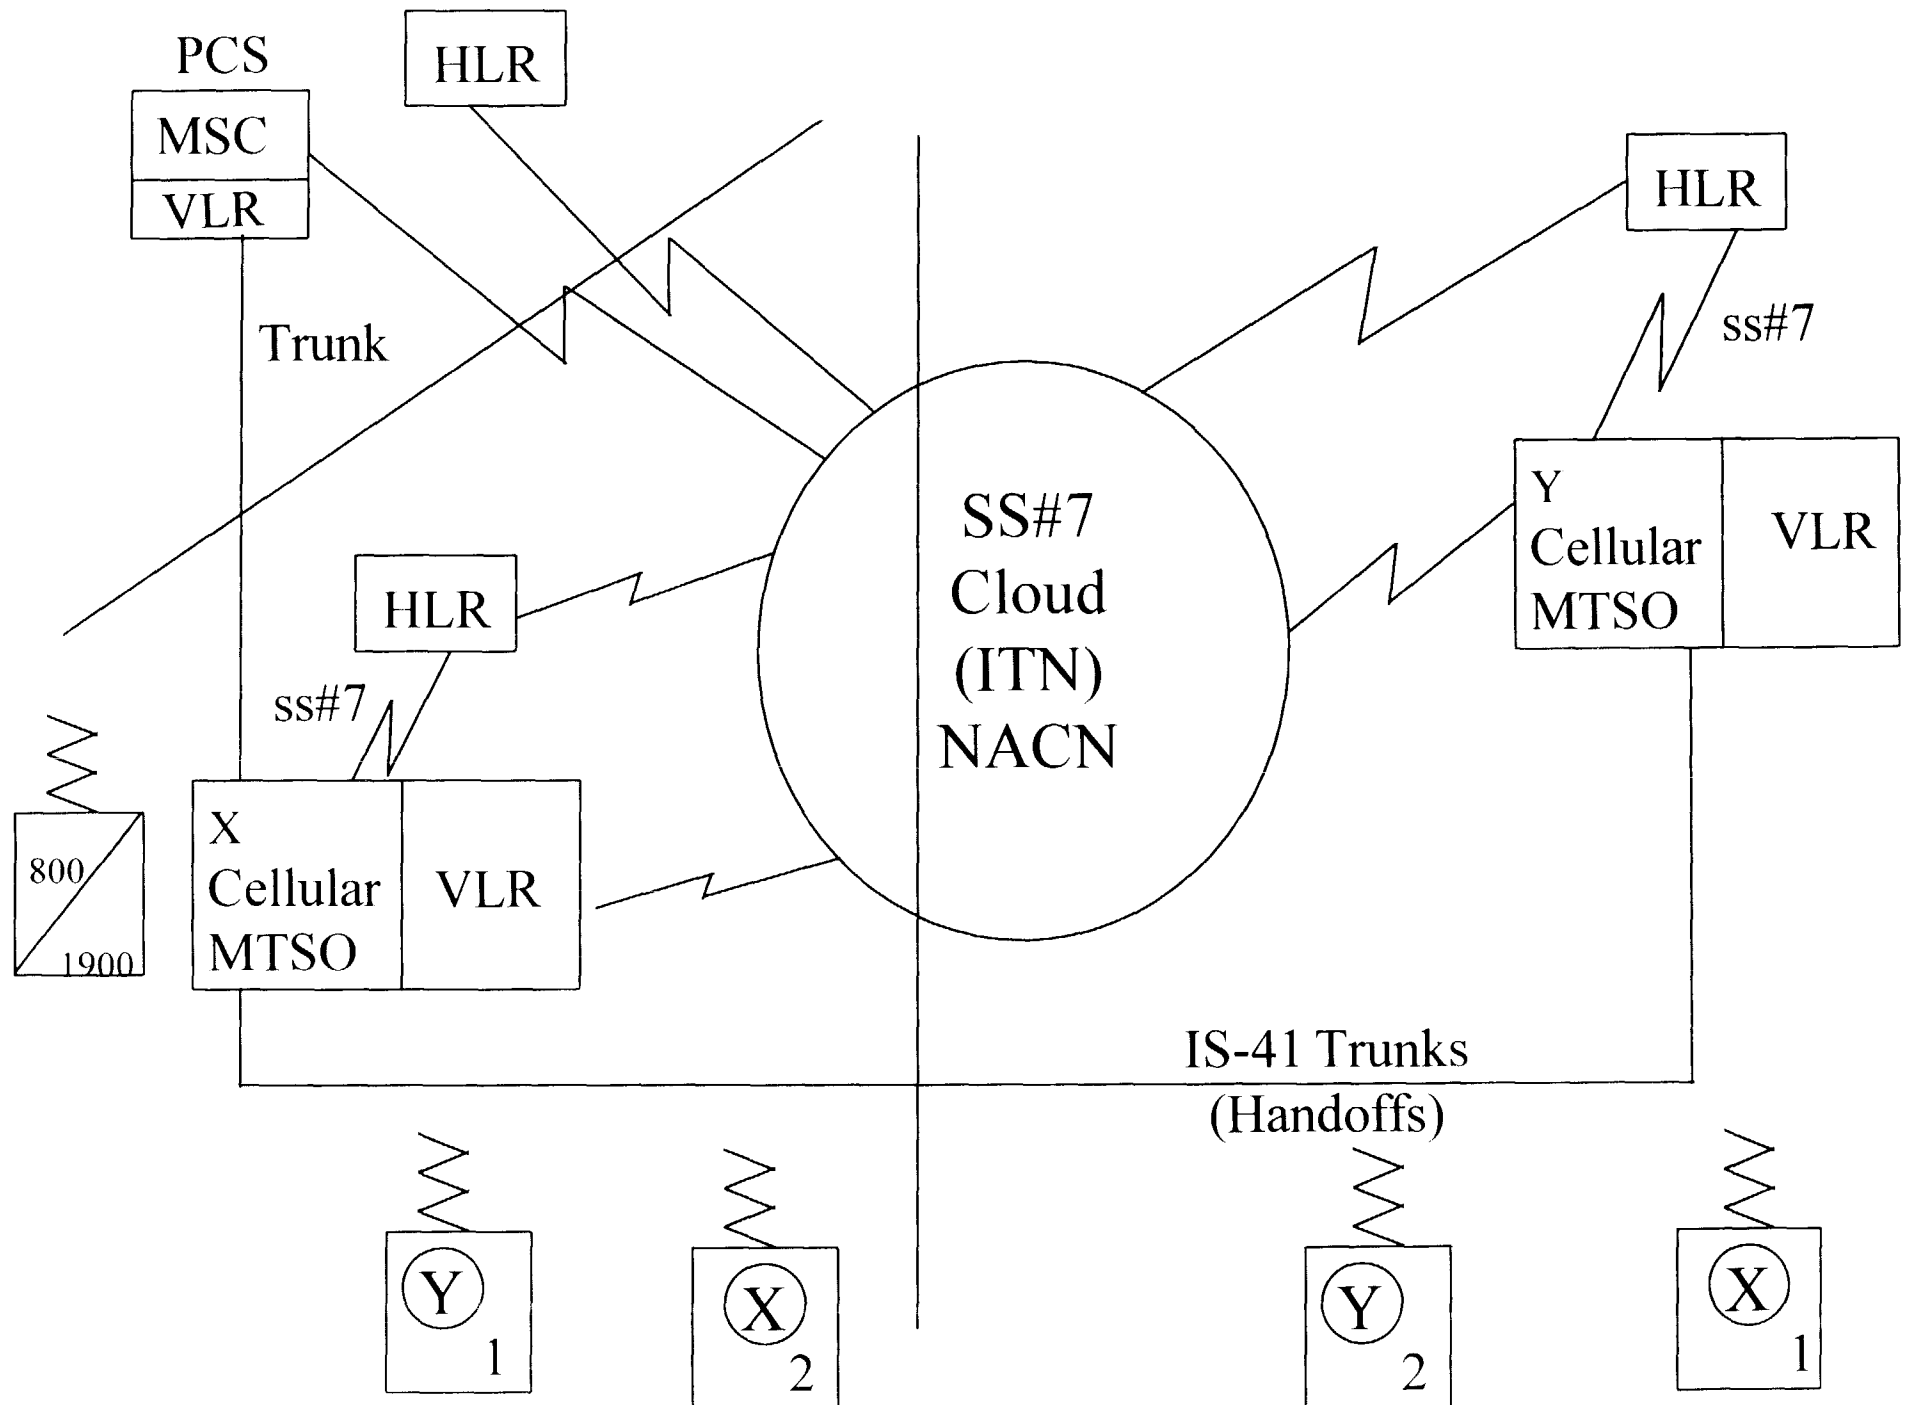 PCS
HLR
MSC
VLR
HLR
Trunk
ss#7
SS#7
Cloud
(ITN)
NACN
Y
Cellular
MTSO
VLR
HLR
ss#7
X
Cellular
MTSO
VLR
800
1900
IS-41 Trunks
(Handoffs)
Y
1
X
2
Y
2
X
1